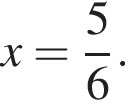 x = 5/6.